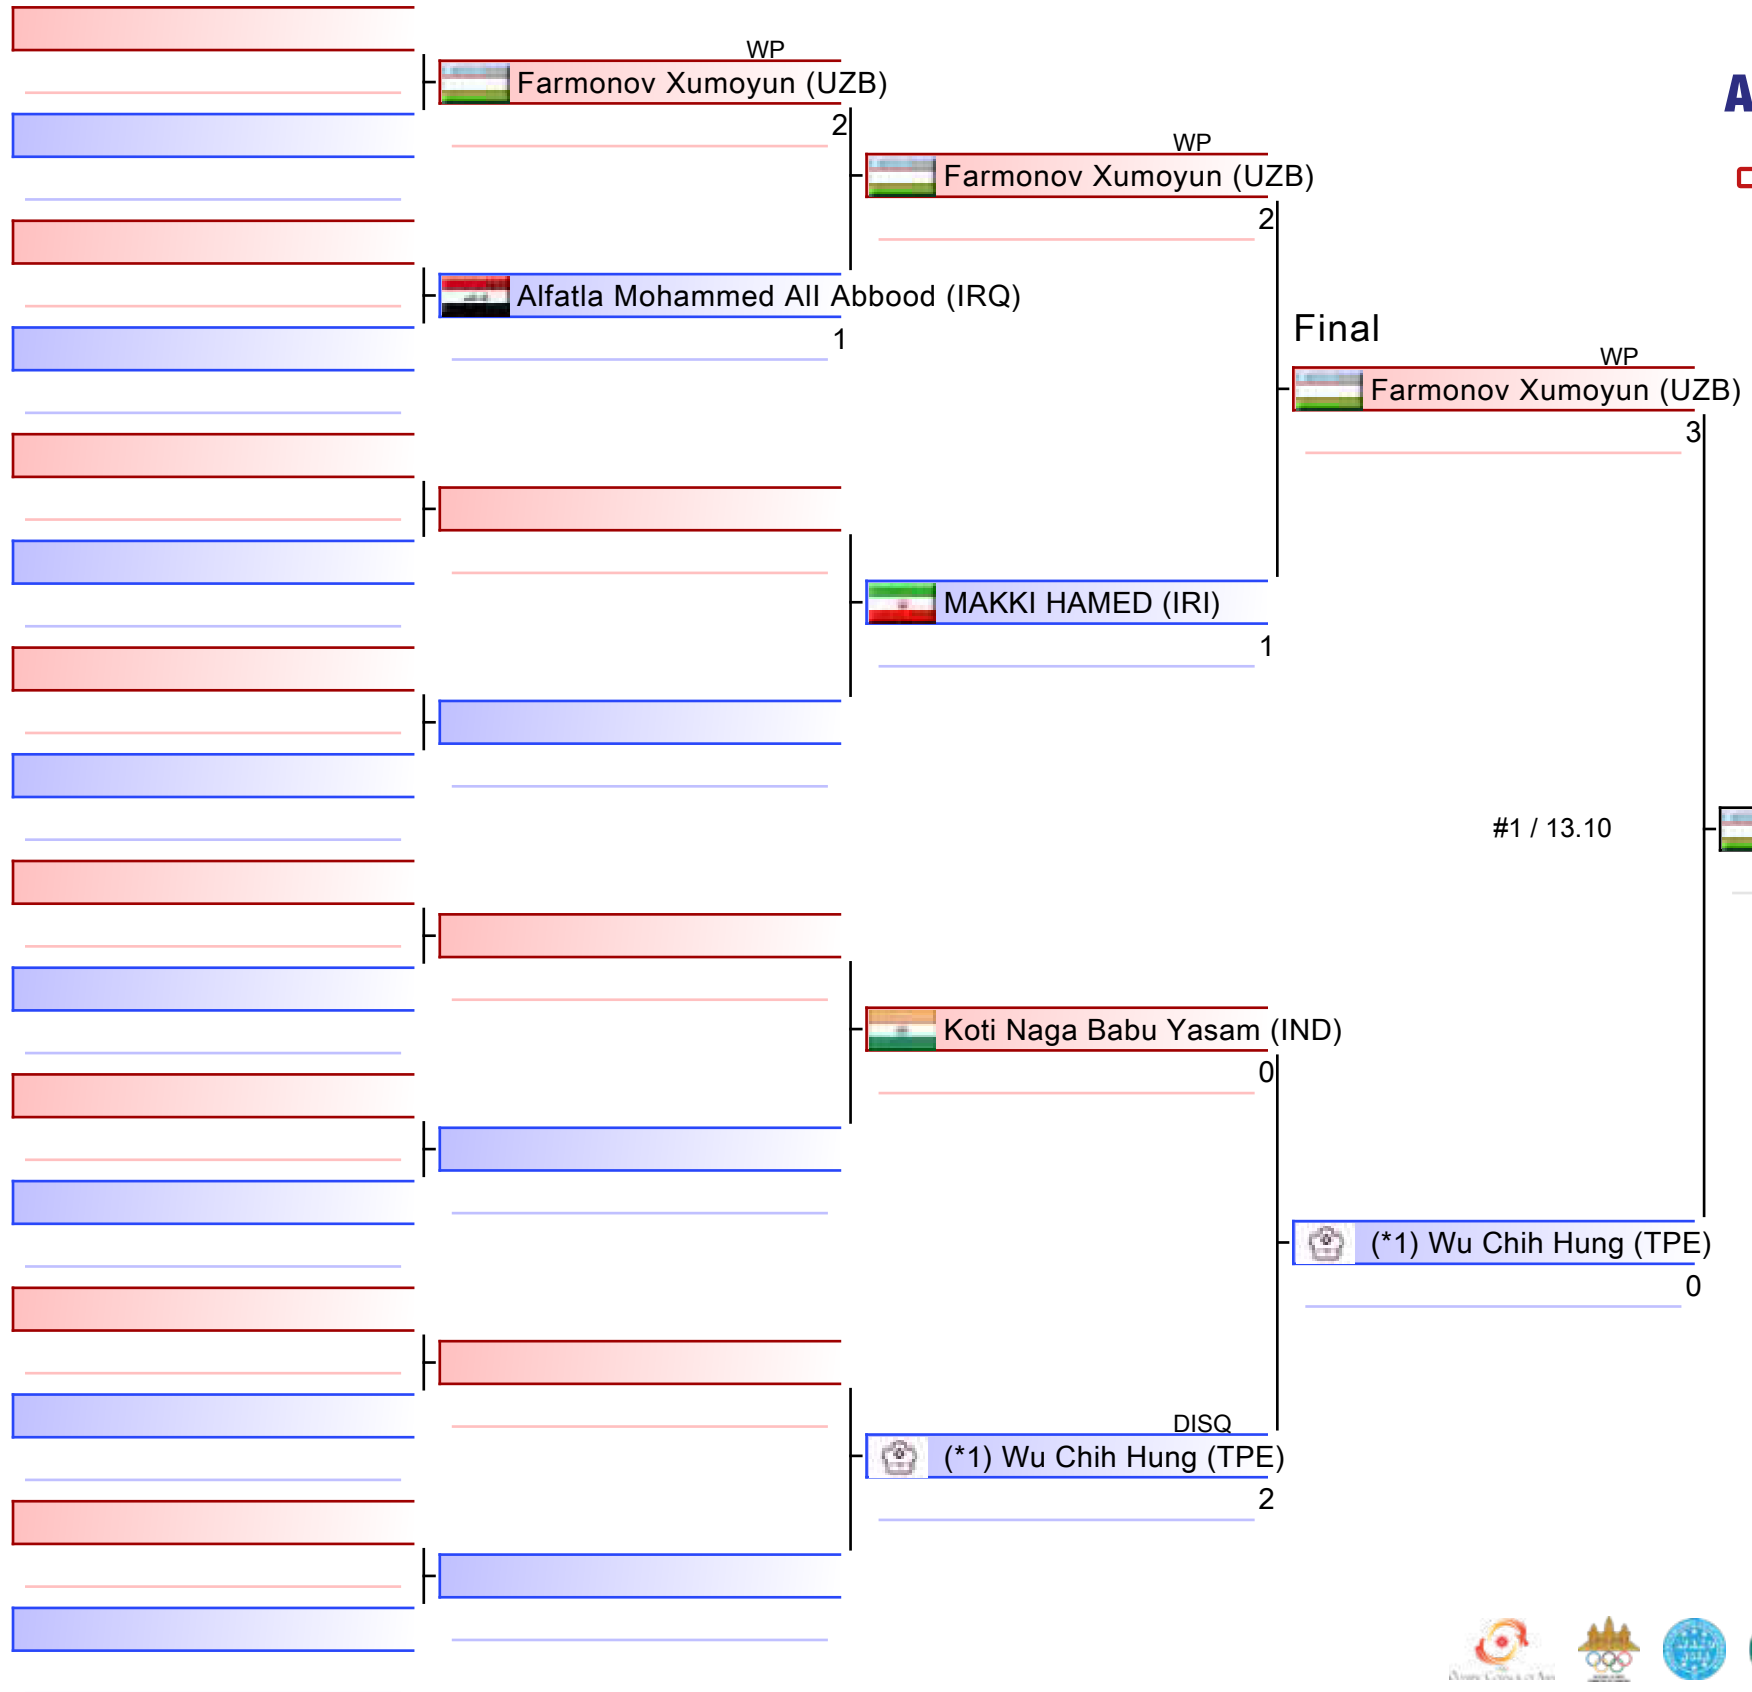 WP
Farmonov Xumoyun (UZB)
2
WP
Farmonov Xumoyun (UZB)
2
Alfatla Mohammed All Abbood (IRQ)
1
Final
WP
Farmonov Xumoyun (UZB)
3
MAKKI HAMED (IRI)
1
#1 / 13.10
Koti Naga Babu Yasam (IND)
0
(*1) Wu Chih Hung (TPE)
0
DISQ
(*1) Wu Chih Hung (TPE)
2